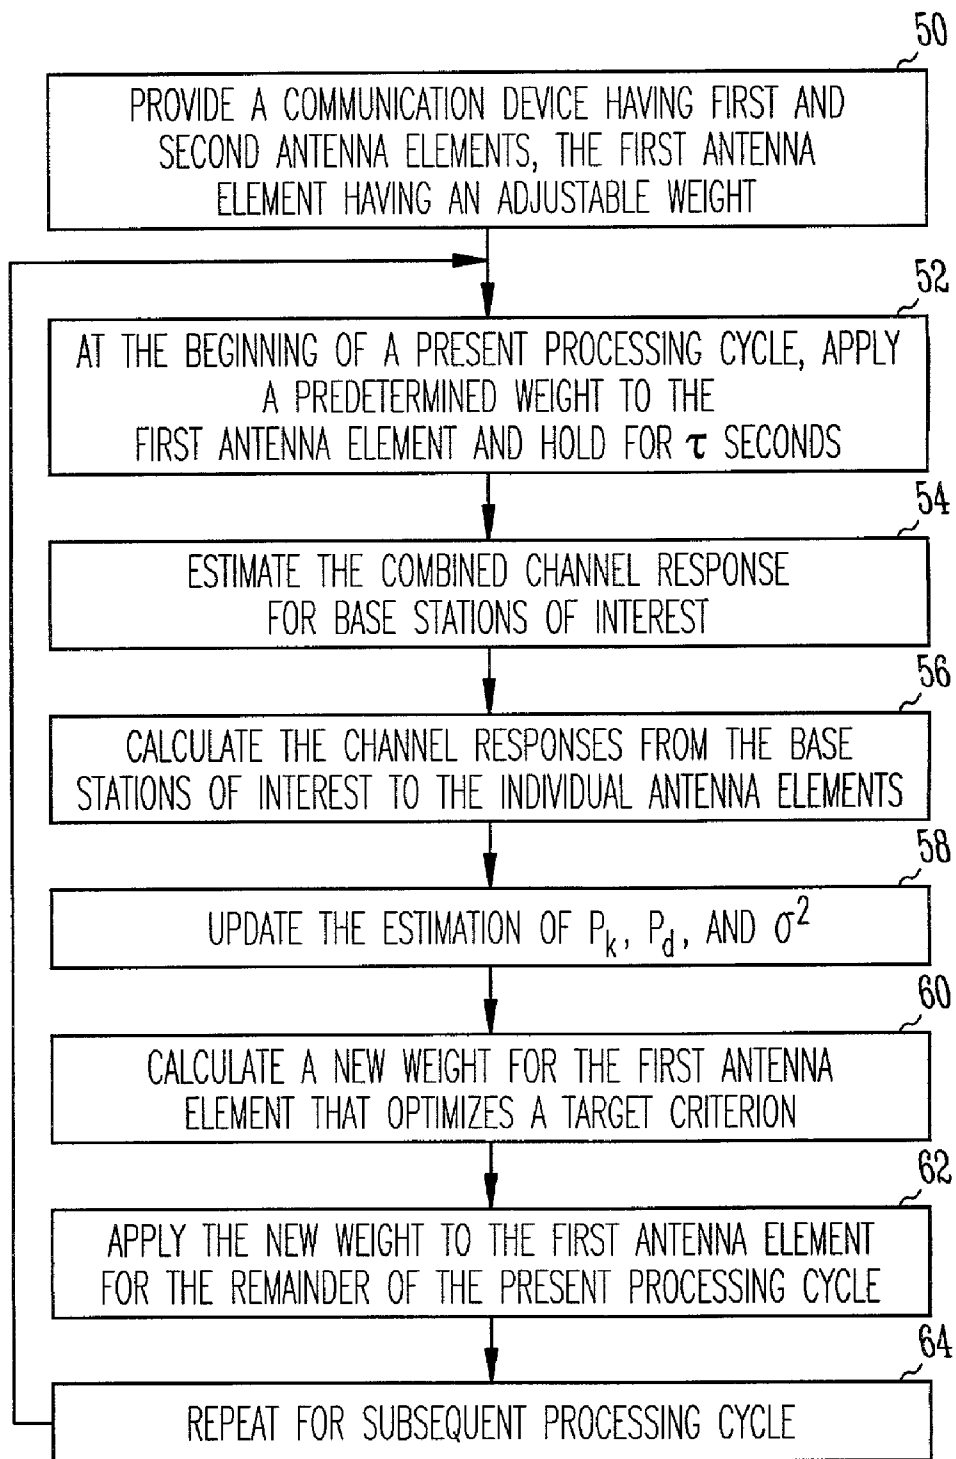 50
PROVIDE A COMMUNICATION DEVICE HAVING FIRST AND
SECOND ANTENNA ELEMENTS, THE FIRST ANTENNA
ELEMENT HAVING AN ADJUSTABLE WEIGHT
52
AT THE BEGINNING OF A PRESENT PROCESSING CYCLE, APPLY
A PREDETERMINED WEIGHT TO THE
FIRST ANTENNA ELEMENT AND HOLD FOR τ SECONDS
54
ESTIMATE THE COMBINED CHANNEL RESPONSE
FOR BASE STATIONS OF INTEREST
56
CALCULATE THE CHANNEL RESPONSES FROM THE BASE
STATIONS OF INTEREST TO THE INDIVIDUAL ANTENNA ELEMENTS
58
UPDATE THE ESTIMATION OF P_k, P_d, AND σ²
60
CALCULATE A NEW WEIGHT FOR THE FIRST ANTENNA
ELEMENT THAT OPTIMIZES A TARGET CRITERION
62
APPLY THE NEW WEIGHT TO THE FIRST ANTENNA ELEMENT
FOR THE REMAINDER OF THE PRESENT PROCESSING CYCLE
64
REPEAT FOR SUBSEQUENT PROCESSING CYCLE